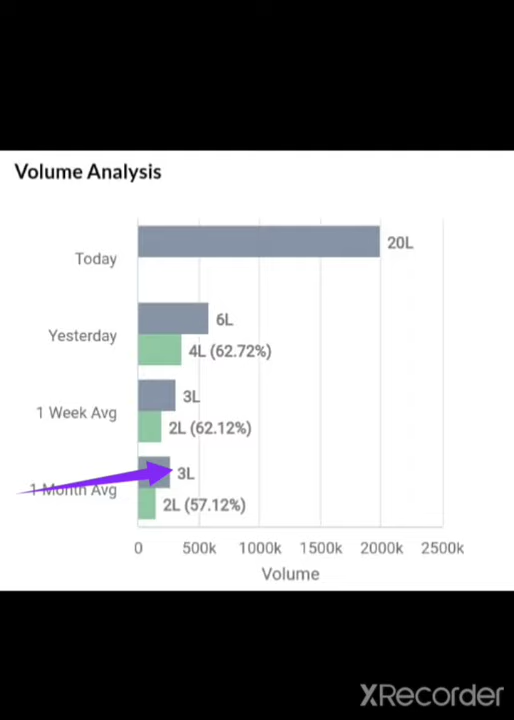 Volume Analysis
Today
20L
Yesterday
6L
4L (62.72%)
1 Week Avg
3L
2L (62.12%)
1 Month Avg
3L
2L (57.12%)
0 500k 1000k 1500k 2000k 2500k
Volume
XRecorder